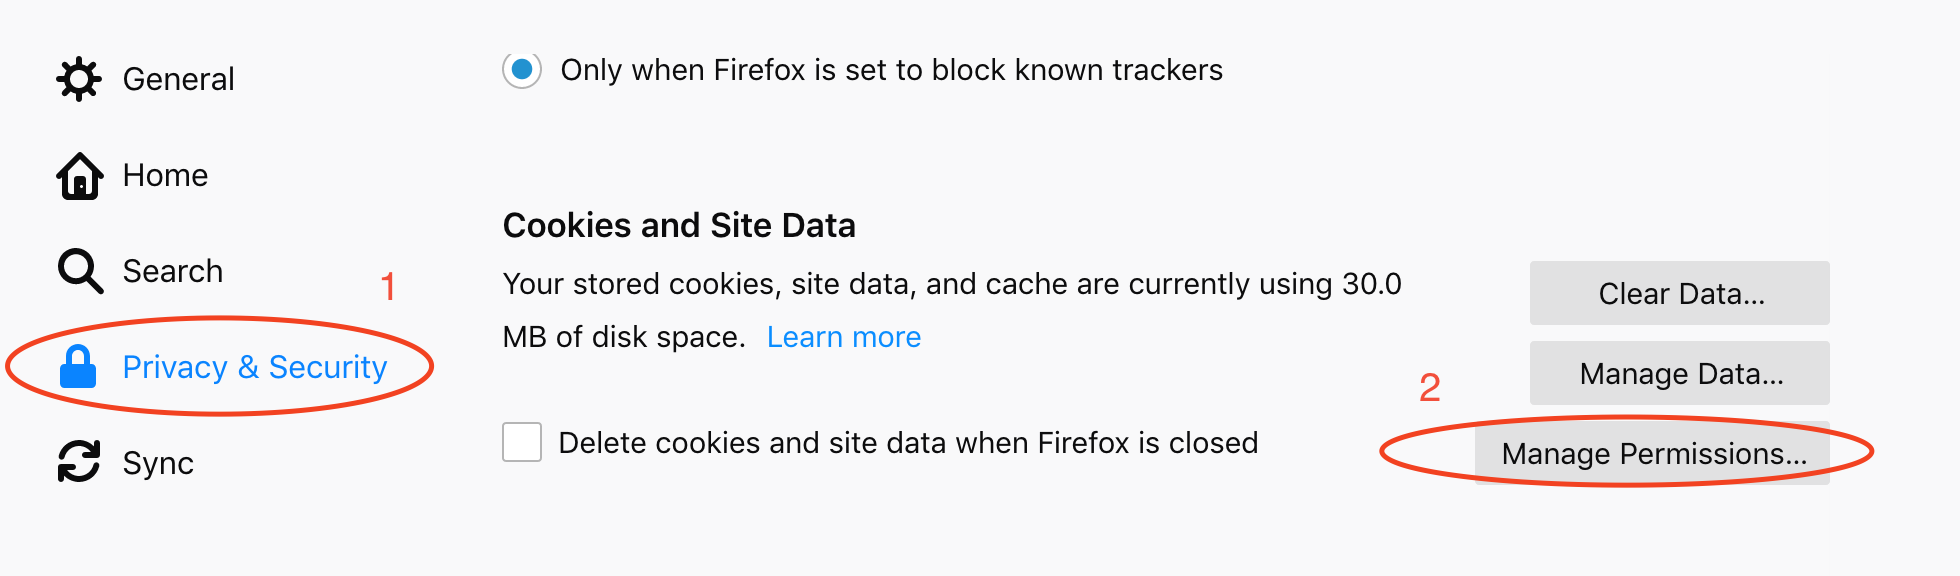 General
Home
Search
1
Privacy & Security
Sync
Only when Firefox is set to block known trackers
Cookies and Site Data
Your stored cookies, site data, and cache are currently using 30.0
MB of disk space. Learn more
Delete cookies and site data when Firefox is closed
Clear Data...
Manage Data...
2
Manage Permissions...